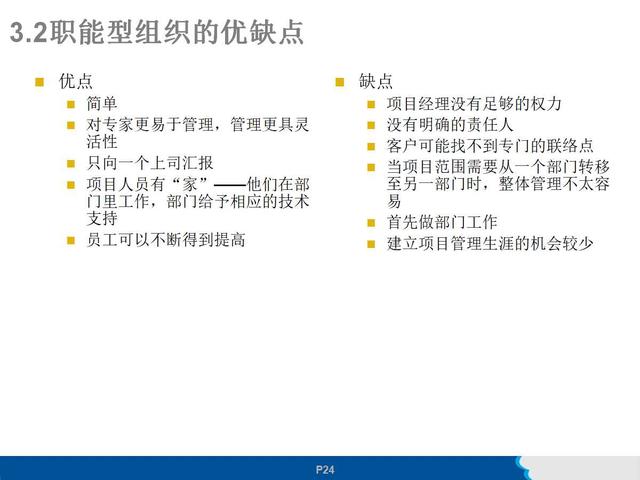 3.2职能型组织的优缺点
优点
简单
对专家更易于管理，管理更具灵
活性
只向一个上司汇报
项目人员有“家”——他们在部
门里工作，部门给予相应的技术
支持
员工可以不断得到提高
缺点
项目经理没有足够的权力
没有明确的责任人
客户可能找不到专门的联络点
当项目范围需要从一个部门转移
至另一部门时，整体管理不太容
易
首先做部门工作
建立项目管理生涯的机会较少
P24